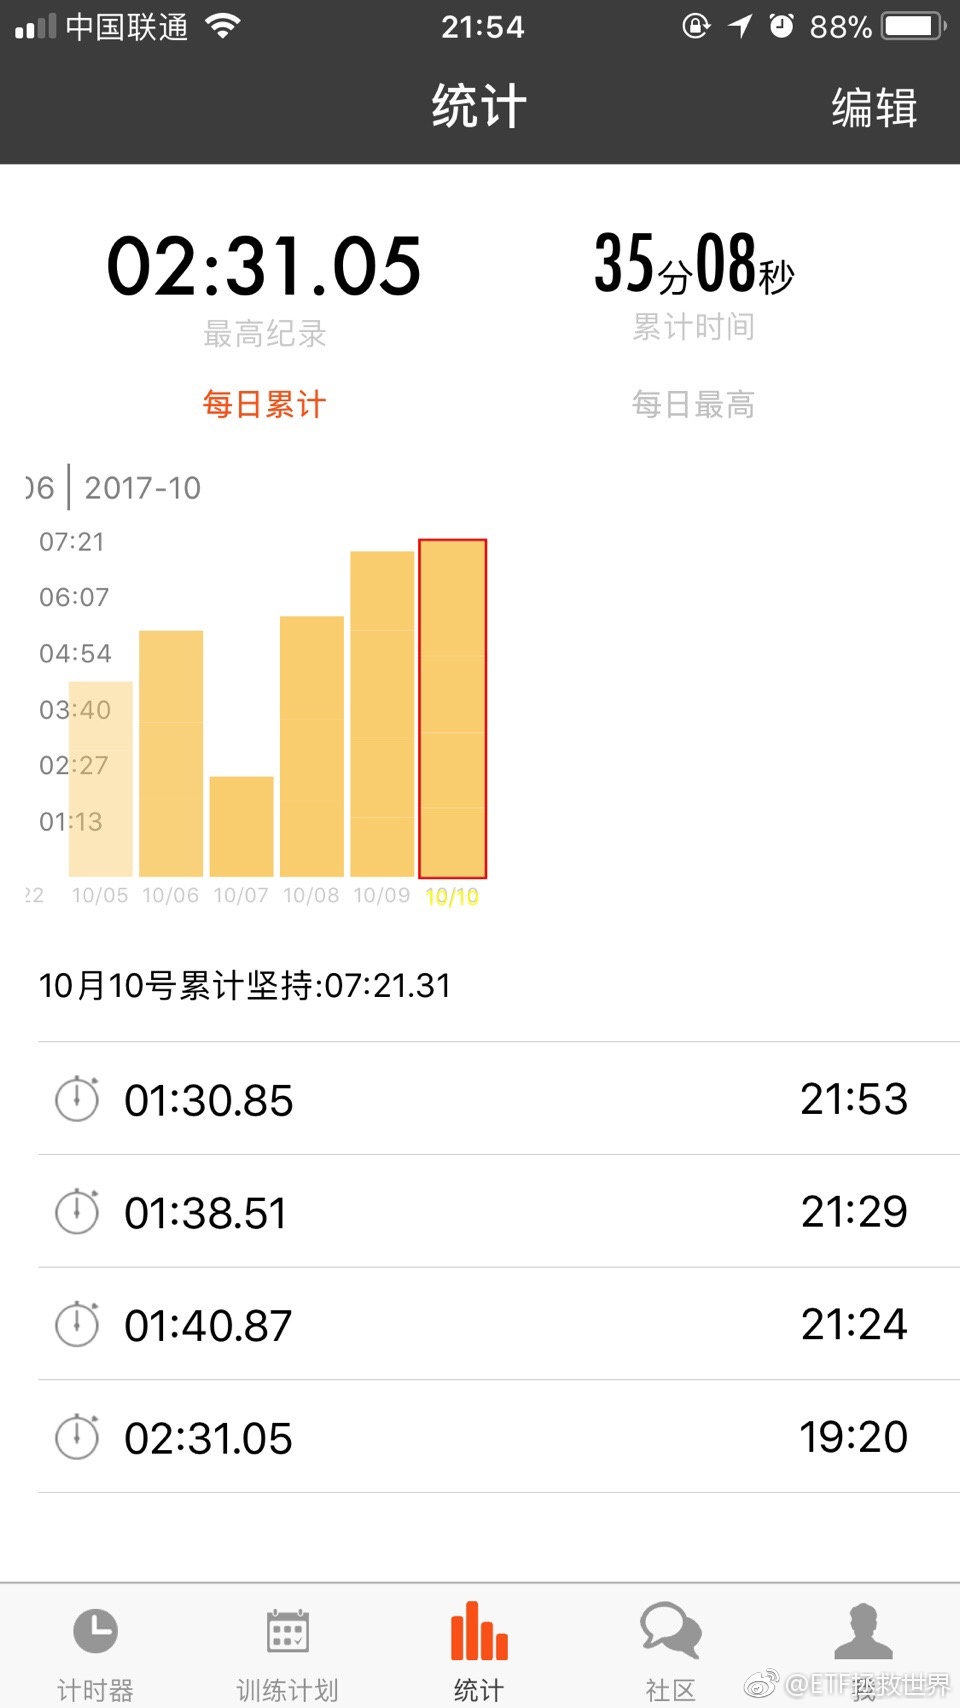 中国联通 21:54 88%
统计 编辑
02:31.05 35分08秒
最高纪录 累计时间
每日累计 每日最高
06 2017-10
07:21
06:07
04:54
03:40
02:27
01:13
22 10/05 10/06 10/07 10/08 10/09 10/10
10月10号累计坚持:07:21.31
01:30.85 21:53
01:38.51 21:29
01:40.87 21:24
02:31.05 19:20
计时器 训练计划 统计 社区 我
@ETF拯救世界